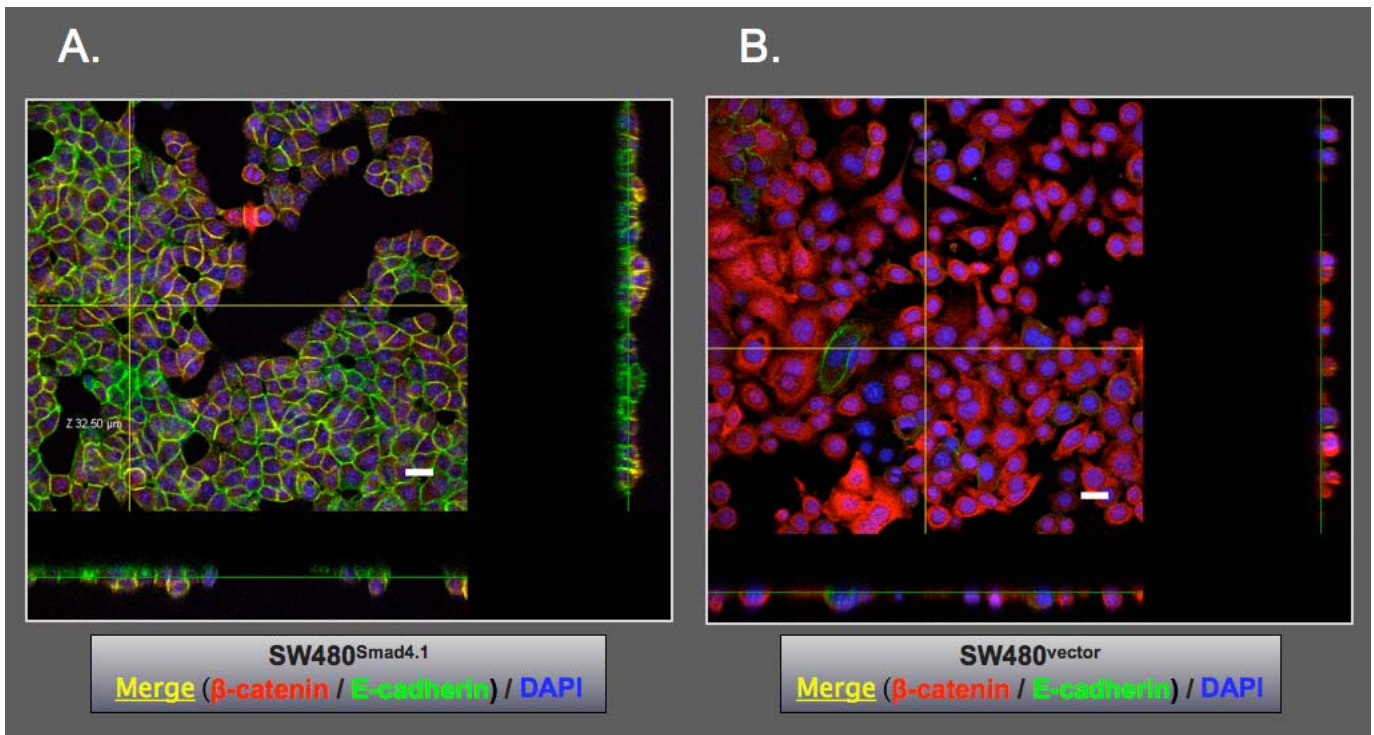 A.
B.
Z 32.50 µm
SW480Smad4.1
Merge (β-catenin / E-cadherin) / DAPI
SW480vector
Merge (β-catenin / E-cadherin) / DAPI